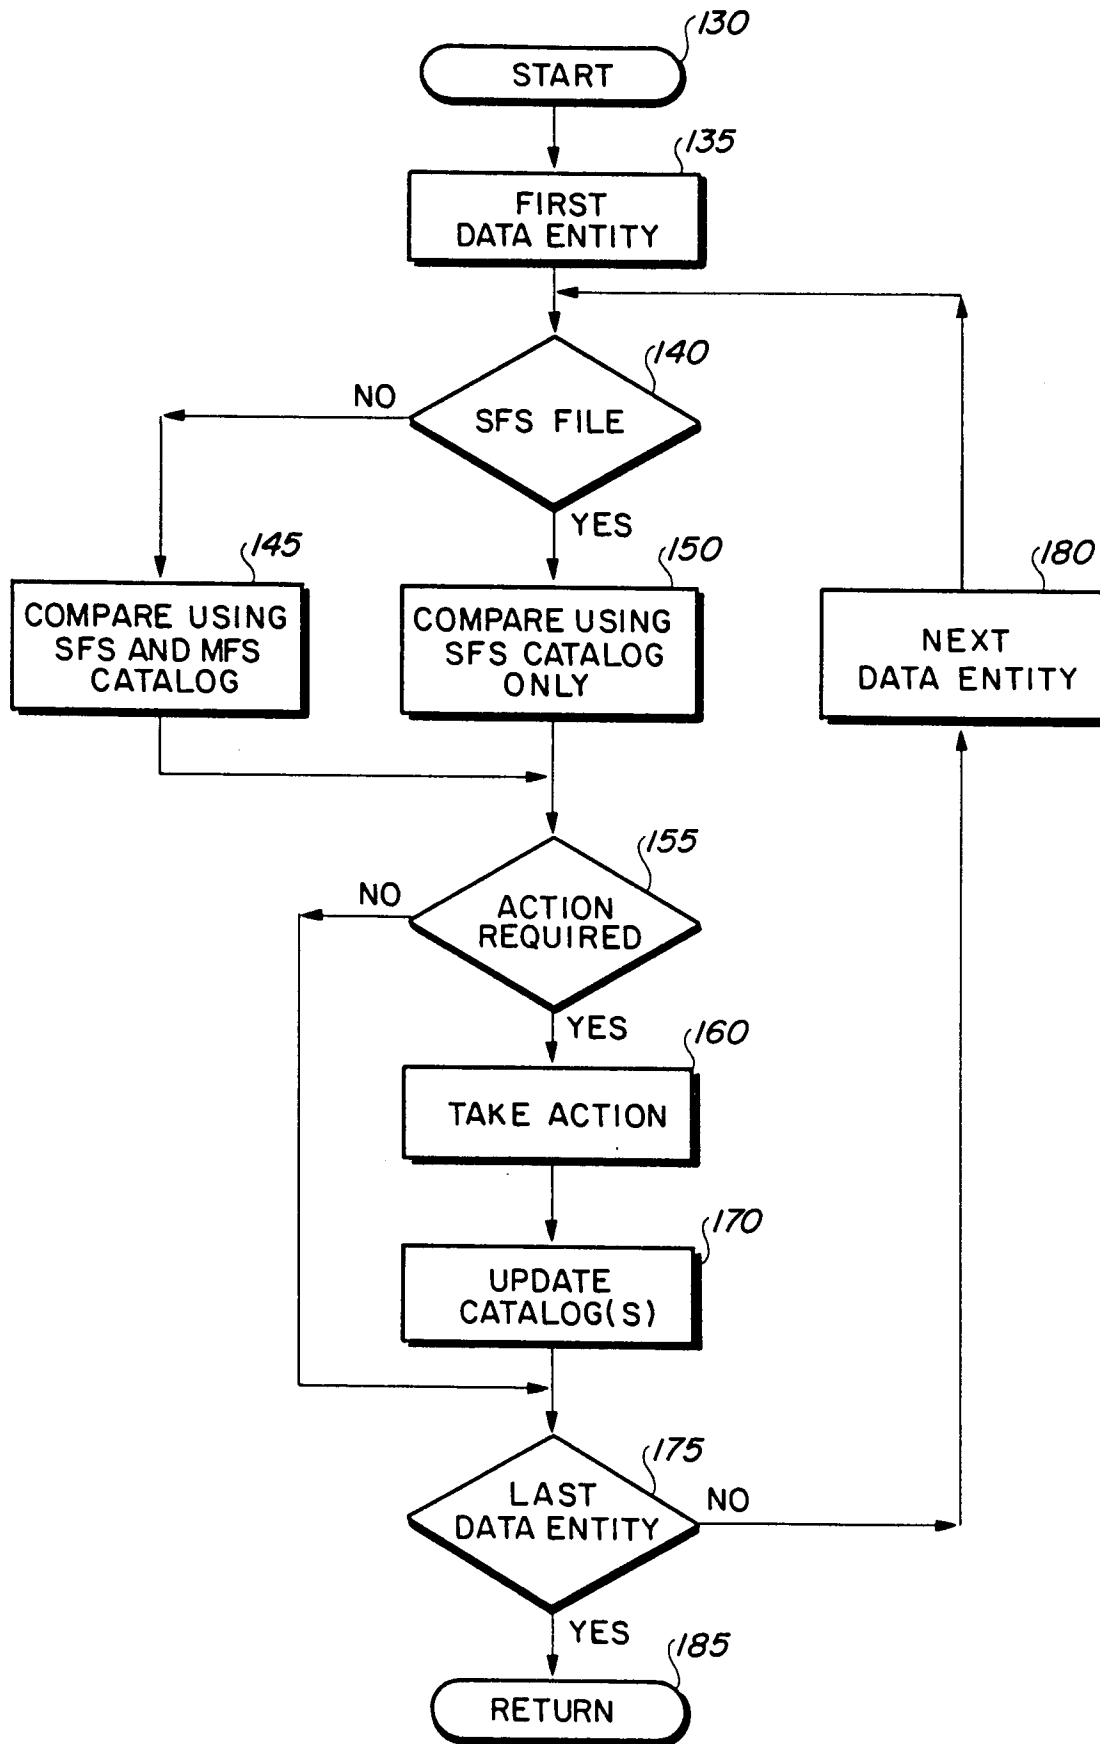 130
START
135
FIRST
DATA ENTITY
140
NO
SFS FILE
YES
145
COMPARE USING
SFS AND MFS
CATALOG
150
COMPARE USING
SFS CATALOG
ONLY
180
NEXT
DATA ENTITY
155
NO
ACTION
REQUIRED
YES
160
TAKE ACTION
170
UPDATE
CATALOG(S)
175
LAST
DATA ENTITY
NO
YES
185
RETURN